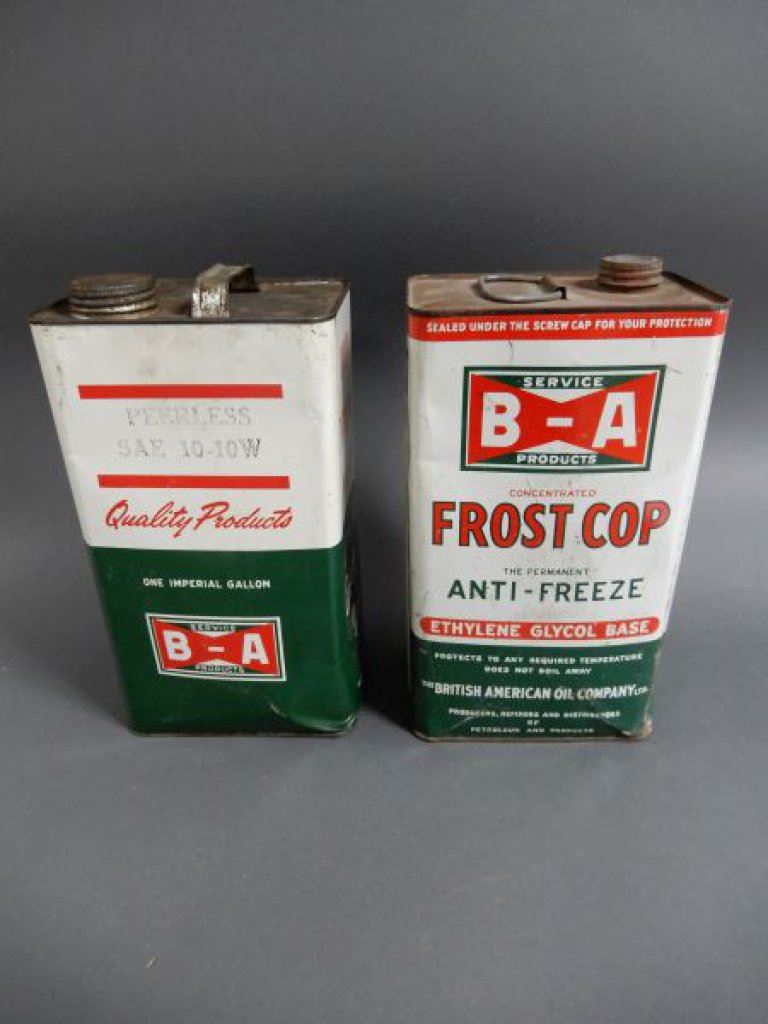 PEERLESS
SAE 10-10W
Quality Products
ONE IMPERIAL GALLON
SERVICE
B-A
PRODUCTS
SEALED UNDER THE SCREW CAP FOR YOUR PROTECTION
SERVICE
B-A
PRODUCTS
CONCENTRATED
FROST COP
THE PERMANENT
ANTI-FREEZE
ETHYLENE GLYCOL BASE
PROTECTS TO ANY REQUIRED TEMPERATURE
DOES NOT BOIL AWAY
THE BRITISH AMERICAN OIL COMPANY LTD.
PRODUCERS, REFINERS AND DISTRIBUTORS
OF
PETROLEUM AND PRODUCTS